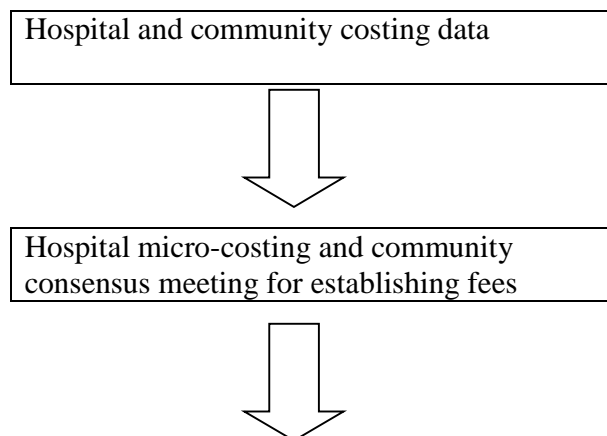 Hospital and community costing data
Hospital micro-costing and community
consensus meeting for establishing fees